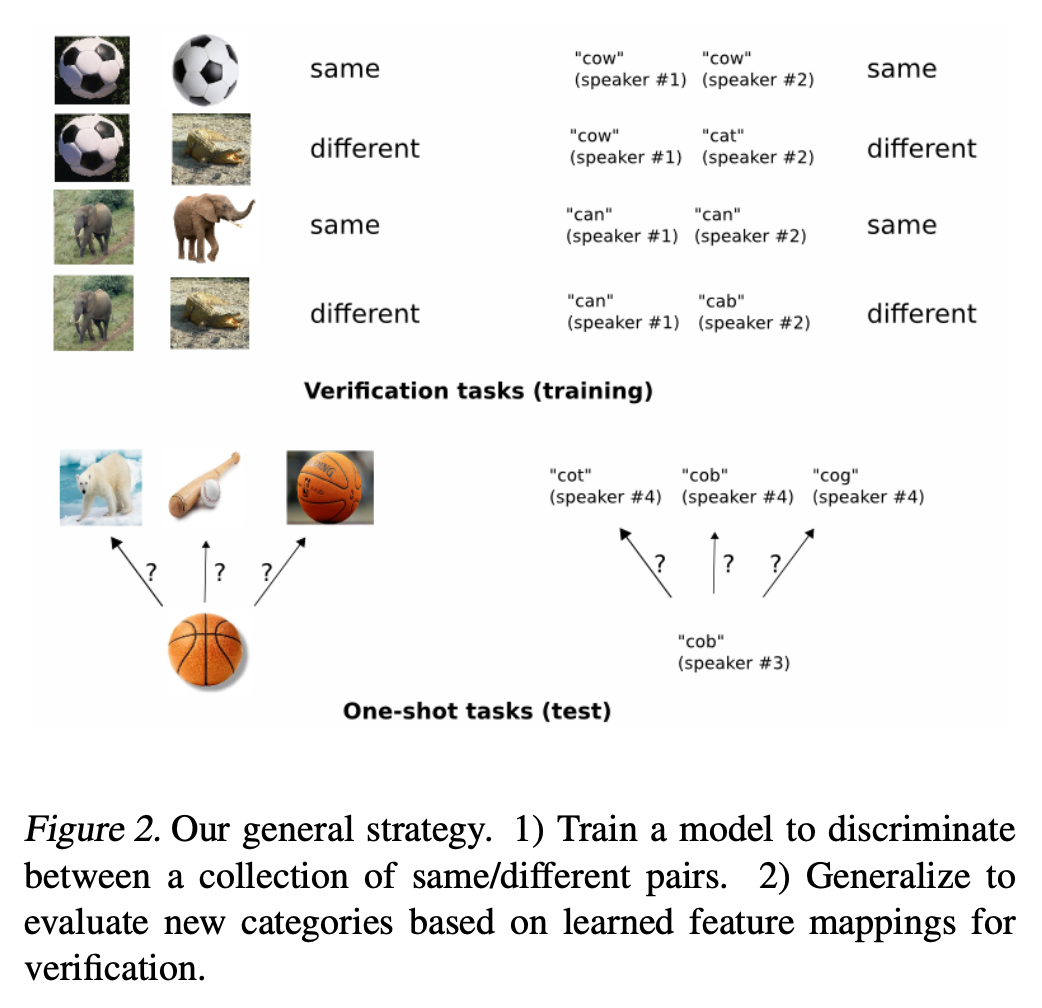 same
"cow" "cow"
(speaker #1) (speaker #2)
same
different
"cow" "cat"
(speaker #1) (speaker #2)
different
same
"can" "can"
(speaker #1) (speaker #2)
same
different
"can" "cab"
(speaker #1) (speaker #2)
different
Verification tasks (training)
"cot" "cob" "cog"
(speaker #4) (speaker #4) (speaker #4)
? ? ?
? ? ?
"cob"
(speaker #3)
One-shot tasks (test)
Figure 2. Our general strategy. 1) Train a model to discriminate
between a collection of same/different pairs. 2) Generalize to
evaluate new categories based on learned feature mappings for
verification.